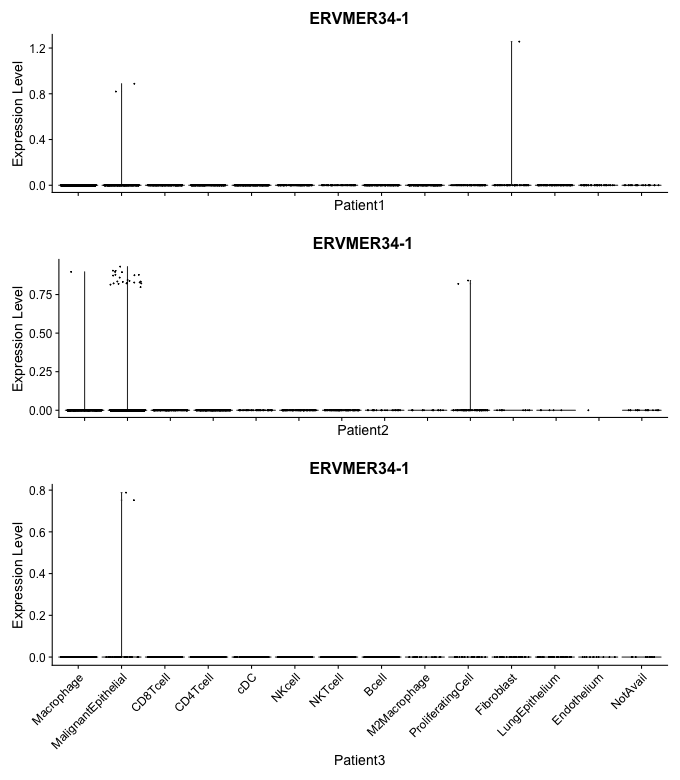 ERVMER34-1
Expression Level
1.2
0.8
0.4
0.0
Patient1
ERVMER34-1
Expression Level
0.75
0.50
0.25
0.00
Patient2
ERVMER34-1
Expression Level
0.8
0.6
0.4
0.2
0.0
Macrophage
MalignantEpithelial
CD8Tcell
CD4Tcell
cDC
NKcell
NKTcell
Bcell
M2Macrophage
ProliferatingCell
Fibroblast
LungEpithelium
Endothelium
NotAvail
Patient3